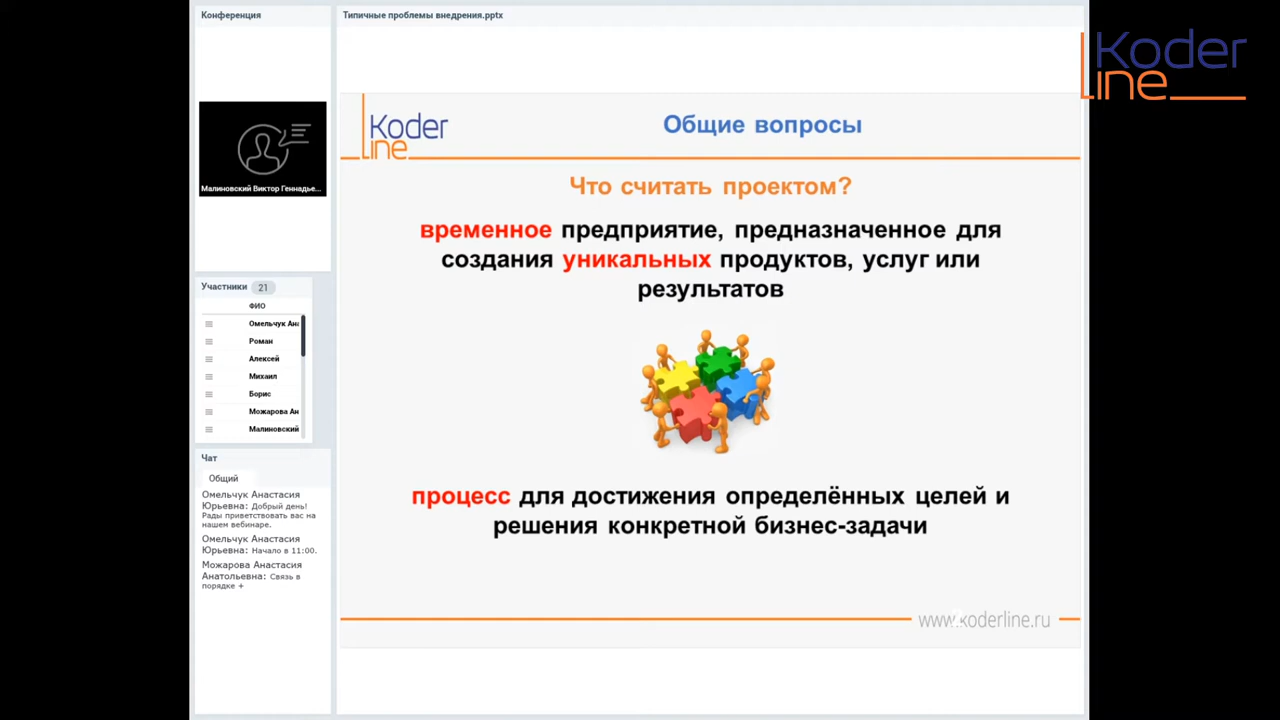 Конференция
Типичные проблемы внедрения.pptx
Koder
line
Малиновский Виктор Геннадье...
Koder
line
Общие вопросы
Что считать проектом?
временное предприятие, предназначенное для
создания уникальных продуктов, услуг или
результатов
процесс для достижения определённых целей и
решения конкретной бизнес-задачи
www.koderline.ru
Участники 21
ФИО
Омельчук Ана
Роман
Алексей
Михаил
Борис
Можарова Ан
Малиновский
Чат
Общий
Омельчук Анастасия
Юрьевна: Добрый день!
Рады приветствовать вас на
нашем вебинаре.
Омельчук Анастасия
Юрьевна: Начало в 11:00.
Можарова Анастасия
Анатольевна: Связь в
порядке +